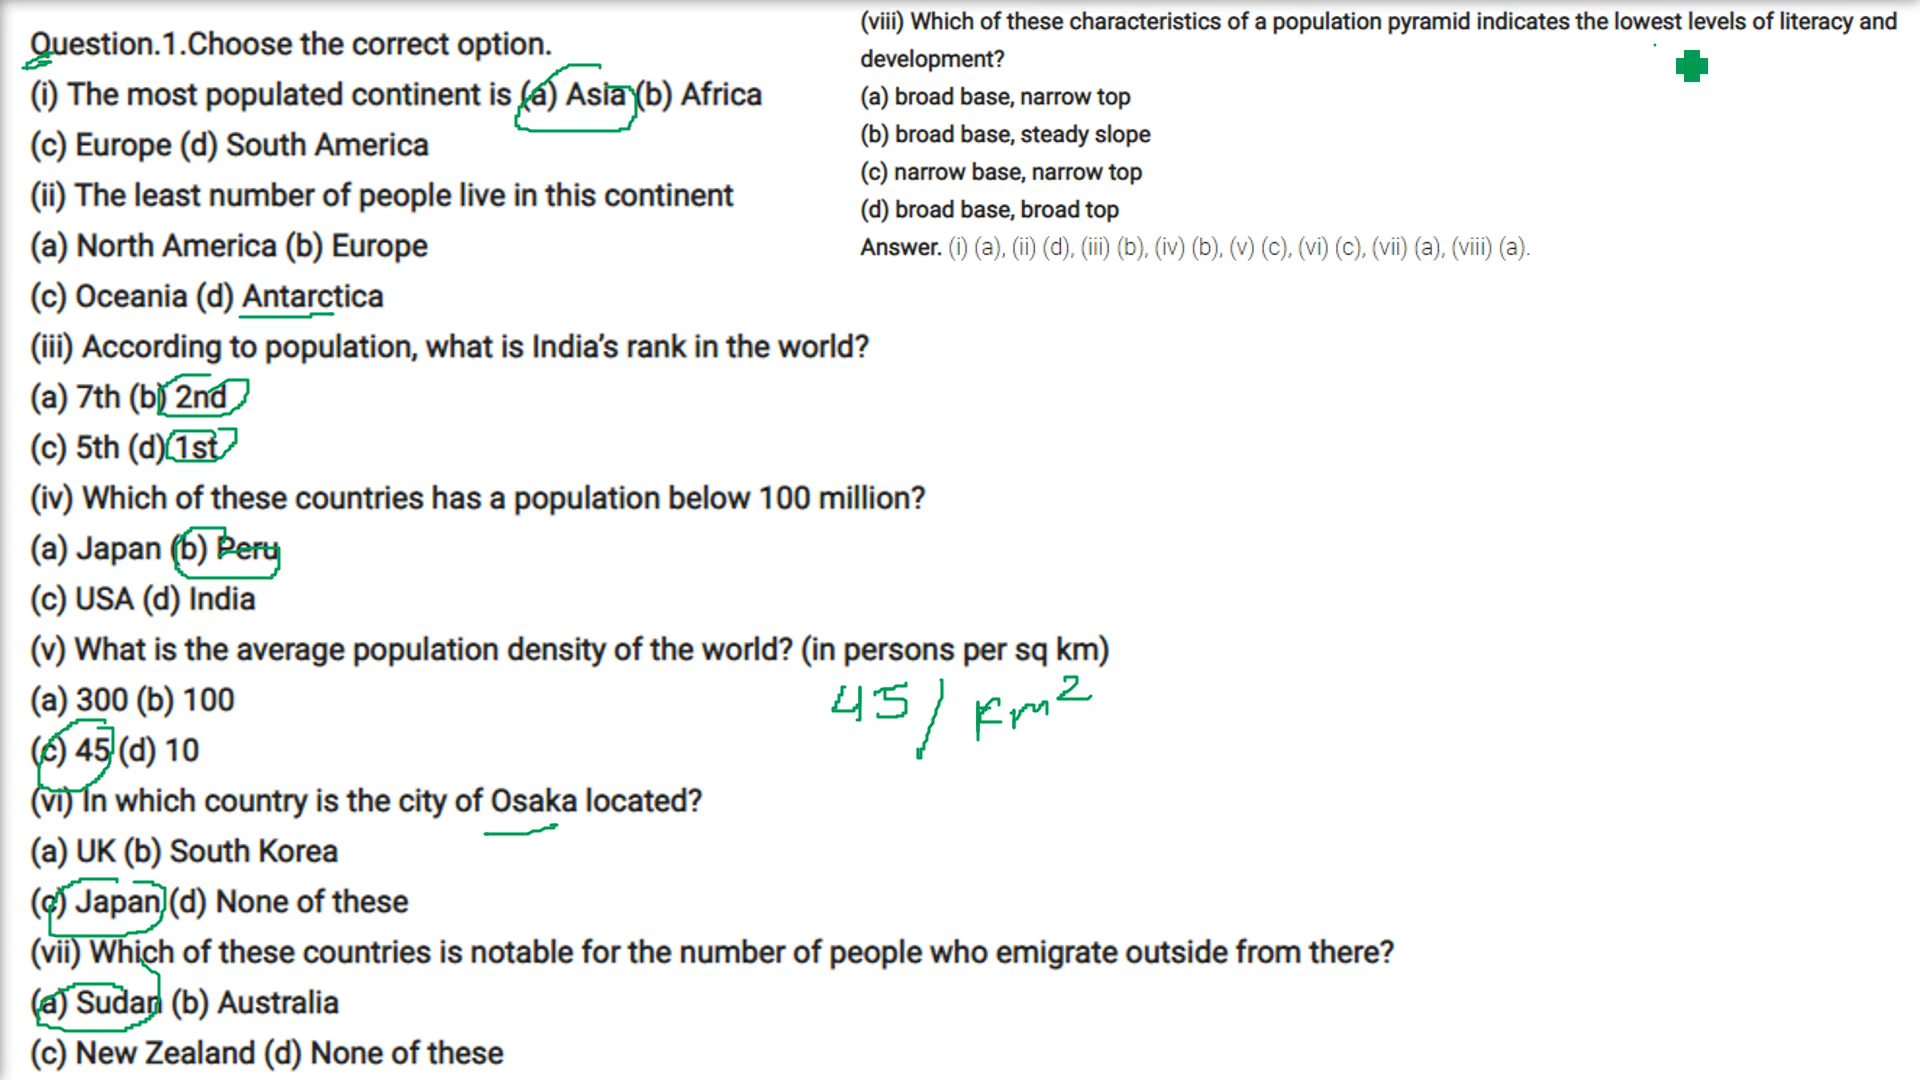 Question.1.Choose the correct option.
(i) The most populated continent is (a) Asia (b) Africa
(c) Europe (d) South America
(ii) The least number of people live in this continent
(a) North America (b) Europe
(c) Oceania (d) Antarctica
(iii) According to population, what is India’s rank in the world?
(a) 7th (b) 2nd
(c) 5th (d) 1st
(iv) Which of these countries has a population below 100 million?
(a) Japan (b) Peru
(c) USA (d) India
(v) What is the average population density of the world? (in persons per sq km)
(a) 300 (b) 100
45/ Km²
(c) 45 (d) 10
(vi) In which country is the city of Osaka located?
(a) UK (b) South Korea
(c) Japan (d) None of these
(vii) Which of these countries is notable for the number of people who emigrate outside from there?
(a) Sudan (b) Australia
(c) New Zealand (d) None of these
(viii) Which of these characteristics of a population pyramid indicates the lowest levels of literacy and
development?
(a) broad base, narrow top
(b) broad base, steady slope
(c) narrow base, narrow top
(d) broad base, broad top
Answer. (i) (a), (ii) (d), (iii) (b), (iv) (b), (v) (c), (vi) (c), (vii) (a), (viii) (a).